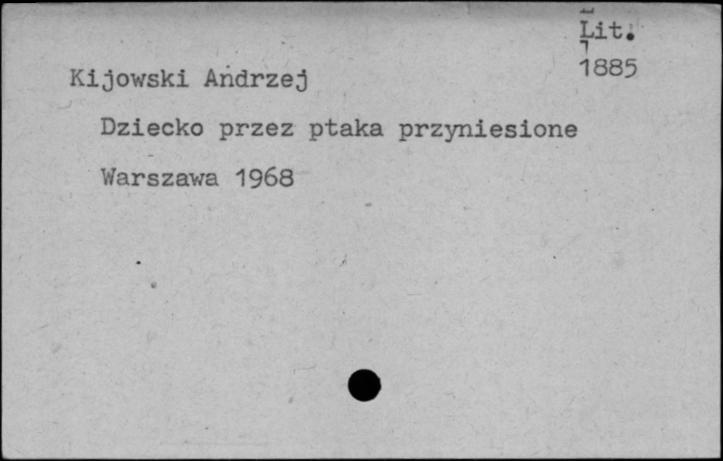 Lit.
1885
Kijowski Andrzej
Dziecko przez ptaka przyniesione
Warszawa 1968